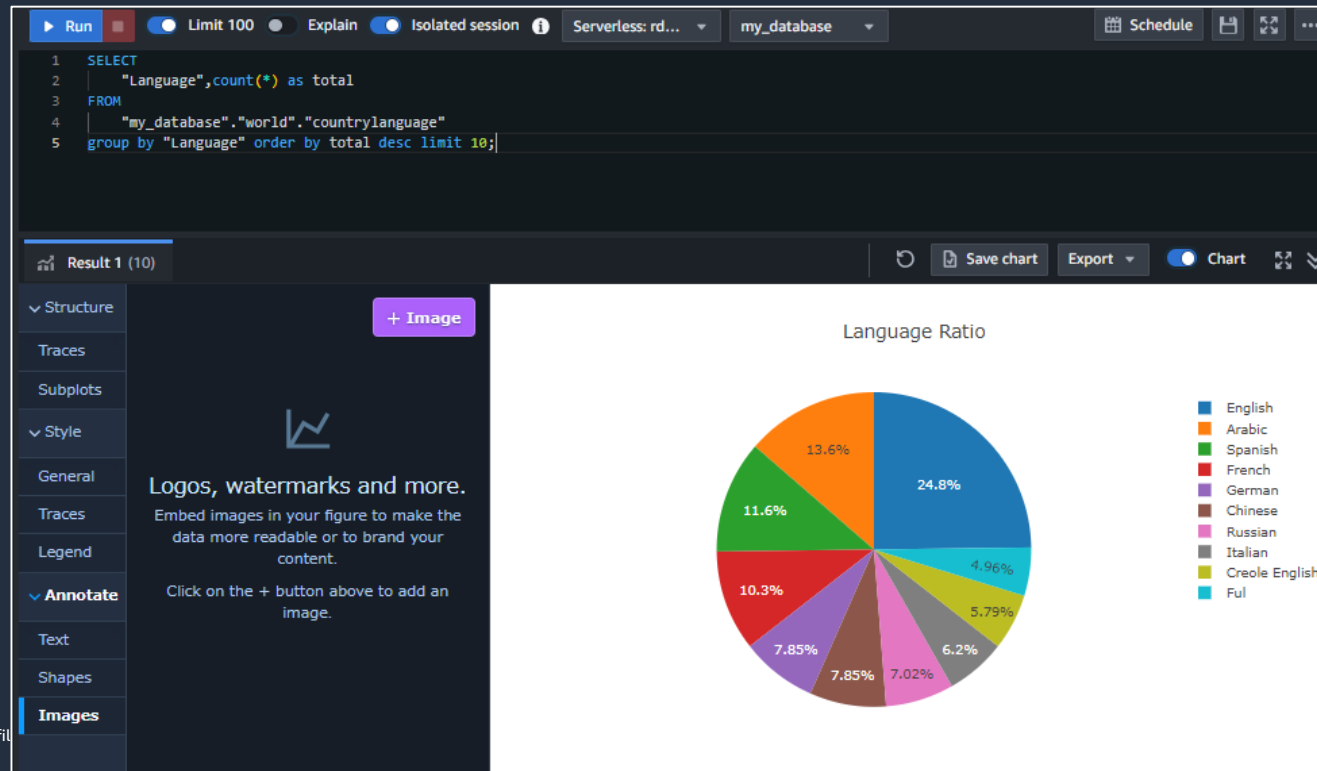 Run Limit 100 Explain Isolated session Serverless: rd... my_database Schedule
1 SELECT
2 "Language",count(*) as total
3 FROM
4 "my_database"."world"."countrylanguage"
5 group by "Language" order by total desc limit 10;
Result 1 (10) Save chart Export Chart
Structure
Traces
Subplots
Style
General
Traces
Legend
Annotate
Text
Shapes
Images
+ Image
Logos, watermarks and more.
Embed images in your figure to make the
data more readable or to brand your
content.
Click on the + button above to add an
image.
Language Ratio
13.6%
24.8%
11.6%
4.96%
10.3%
5.79%
7.85%
6.2%
7.85%
7.02%
English
Arabic
Spanish
French
German
Chinese
Russian
Italian
Creole English
Ful